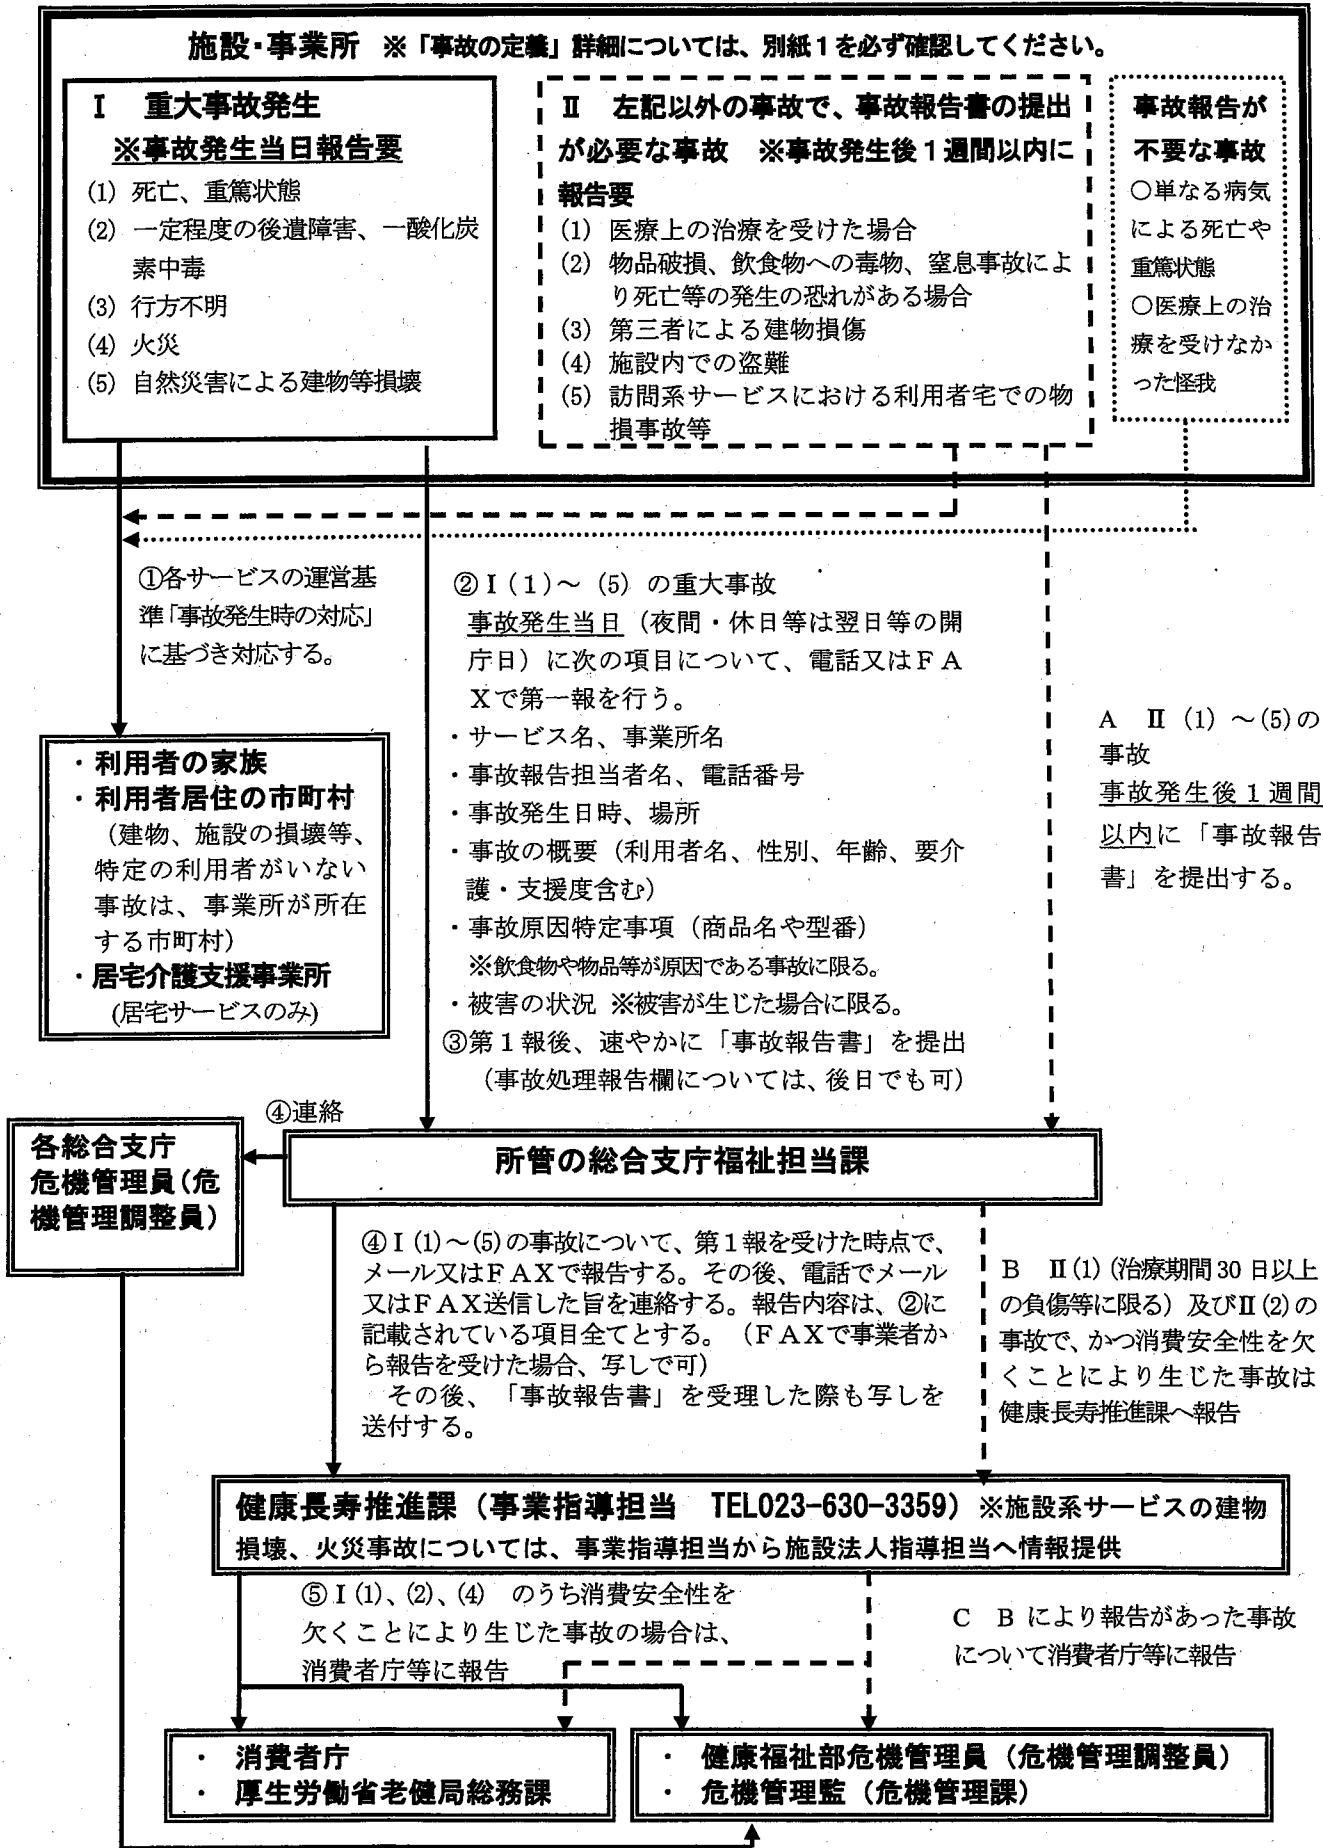 施設・事業所 ※「事故の定義」詳細については、別紙1を必ず確認してください。
Ⅰ 重大事故発生
※事故発生当日報告要
(1) 死亡、重篤状態
(2) 一定程度の後遺障害、一酸化炭
素中毒
(3) 行方不明
(4) 火災
(5) 自然災害による建物等損壊
Ⅱ 左記以外の事故で、事故報告書の提出
が必要な事故 ※事故発生後1週間以内に
報告要
(1) 医療上の治療を受けた場合
(2) 物品破損、飲食物への毒物、窒息事故によ
り死亡等の発生の恐れがある場合
(3) 第三者による建物損傷
(4) 施設内での盗難
(5) 訪問系サービスにおける利用者宅での物
損事故等
事故報告が
不要な事故
○単なる病気
による死亡や
重篤状態
○医療上の治
療を受けなか
った怪我
①各サービスの運営基
準「事故発生時の対応」
に基づき対応する。
②Ⅰ(1)~(5)の重大事故
事故発生当日(夜間・休日等は翌日等の開
庁日)に次の項目について、電話又はFA
Xで第一報を行う。
・サービス名、事業所名
・事故報告担当者名、電話番号
・事故発生日時、場所
・事故の概要(利用者名、性別、年齢、要介
護・支援度含む)
・事故原因特定事項(商品名や型番)
※飲食物や物品等が原因である事故に限る。
・被害の状況 ※被害が生じた場合に限る。
③第1報後、速やかに「事故報告書」を提出
(事故処理報告欄については、後日でも可)
A Ⅱ(1)~(5)の
事故
事故発生後1週間
以内に「事故報告
書」を提出する。
・利用者の家族
・利用者居住の市町村
(建物、施設の損壊等、
特定の利用者がいない
事故は、事業所が所在
する市町村)
・居宅介護支援事業所
(居宅サービスのみ)
④連絡
各総合支庁
危機管理員(危
機管理調整員)
所管の総合支庁福祉担当課
④Ⅰ(1)~(5)の事故について、第1報を受けた時点で、
メール又はFAXで報告する。その後、電話でメール
又はFAX送信した旨を連絡する。報告内容は、②に
記載されている項目全てとする。(FAXで事業者か
ら報告を受けた場合、写しで可)
その後、「事故報告書」を受理した際も写しを
送付する。
B Ⅱ(1)(治療期間30日以上
の負傷等に限る)及びⅡ(2)の
事故で、かつ消費安全性を欠
くことにより生じた事故は
健康長寿推進課へ報告
健康長寿推進課(事業指導担当 TEL023-630-3359)※施設系サービスの建物
損壊、火災事故については、事業指導担当から施設法人指導担当へ情報提供
⑤Ⅰ(1)、(2)、(4) のうち消費安全性を
欠くことにより生じた事故の場合は、
消費者庁等に報告
C Bにより報告があった事故
について消費者庁等に報告
・ 消費者庁
・ 厚生労働省老健局総務課
・ 健康福祉部危機管理員(危機管理調整員)
・ 危機管理監(危機管理課)